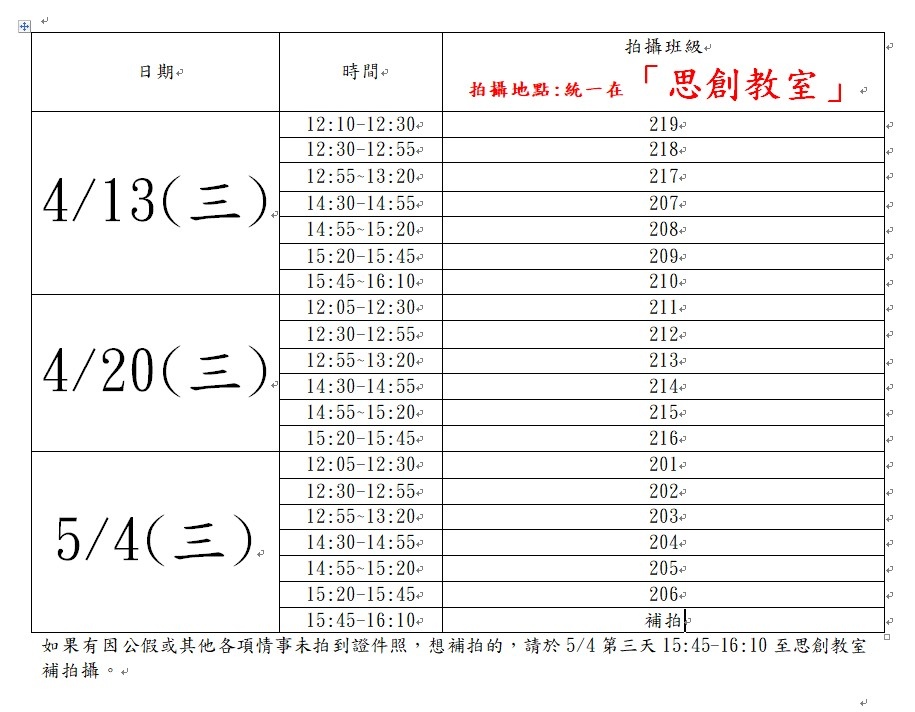 日期 時間 拍攝班級
拍攝地點:統一在「思創教室」
4/13(三)
12:10-12:30 219
12:30-12:55 218
12:55~13:20 217
14:30-14:55 207
14:55~15:20 208
15:20-15:45 209
15:45~16:10 210
4/20(三)
12:05-12:30 211
12:30-12:55 212
12:55~13:20 213
14:30-14:55 214
14:55~15:20 215
15:20-15:45 216
5/4(三)
12:05-12:30 201
12:30-12:55 202
12:55~13:20 203
14:30-14:55 204
14:55~15:20 205
15:20-15:45 206
15:45-16:10 補拍
如果有因公假或其他各項情事未拍到證件照，想補拍的，請於 5/4 第三天 15:45-16:10 至思創教室
補拍攝。